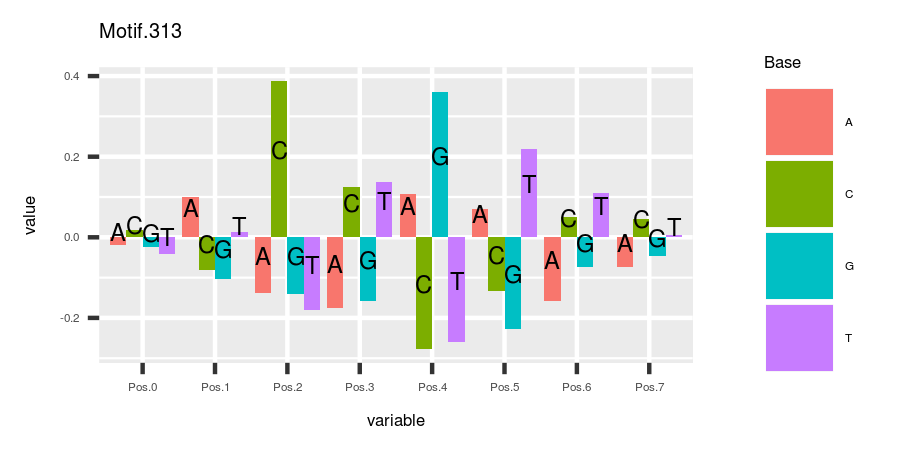 Motif.313
Base
0.4
0.2
0.0
-0.2
value
A C G T A C G T A C G T A C T G A C G T A C G T A C G T A C G T
Pos.0 Pos.1 Pos.2 Pos.3 Pos.4 Pos.5 Pos.6 Pos.7
variable
A
C
G
T